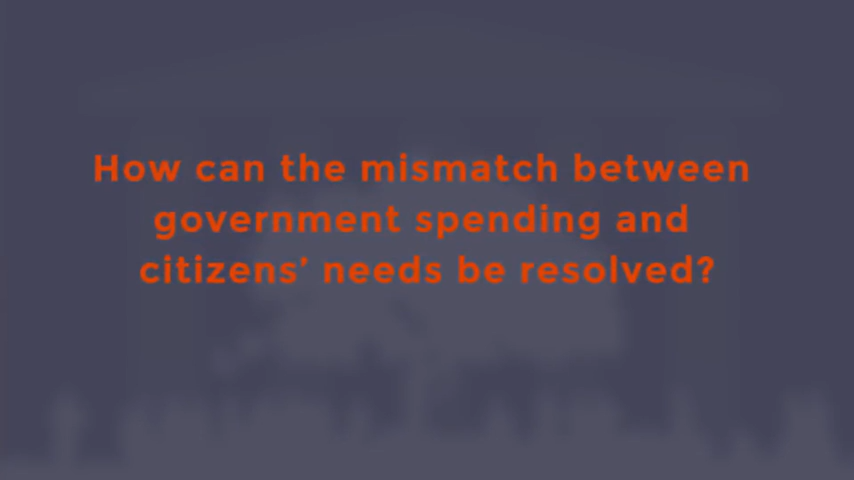 How can the mismatch between
government spending and
citizens’ needs be resolved?